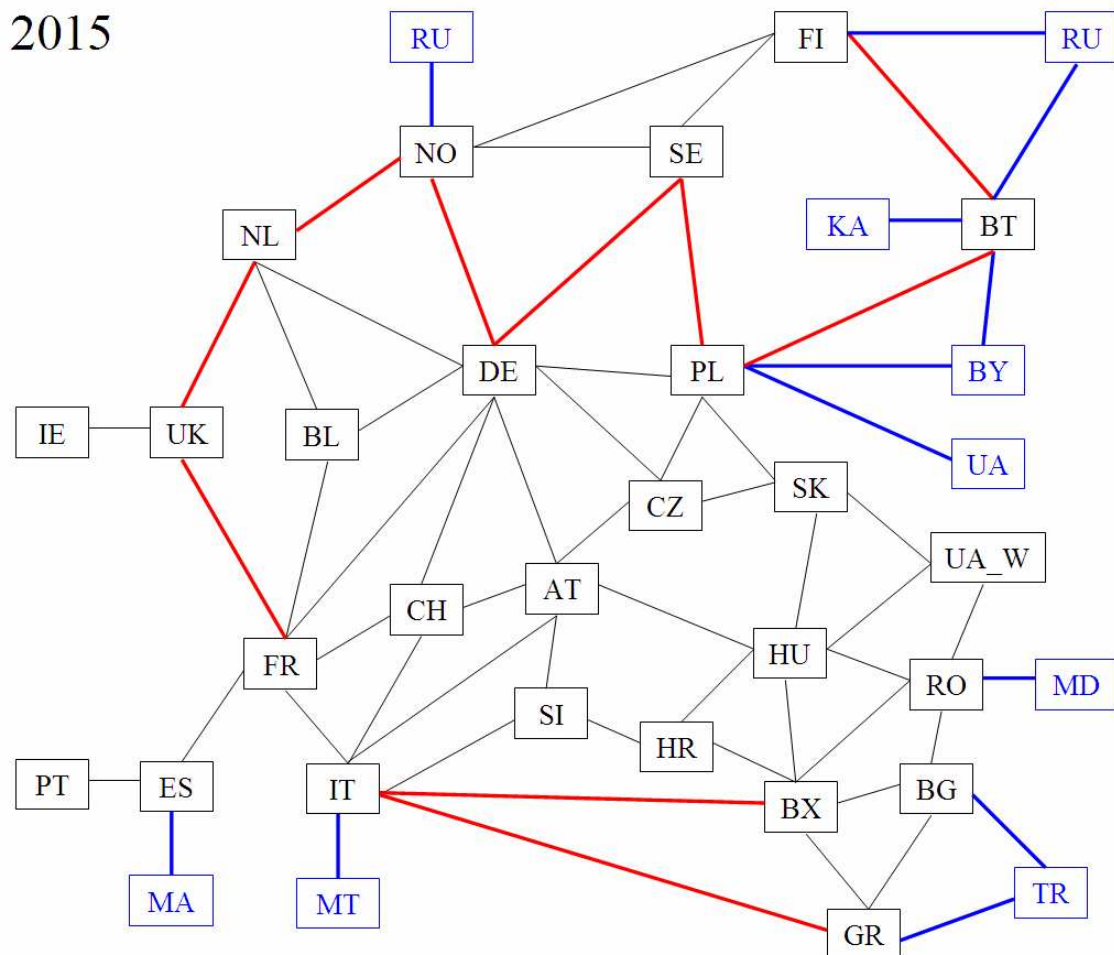 2015
RU
FI
RU
NO
SE
NL
KA
BT
DE
PL
BY
IE
UK
BL
UA
CZ
SK
UA_W
CH
AT
FR
HU
RO
MD
SI
HR
PT
ES
IT
BX
BG
MA
MT
TR
GR